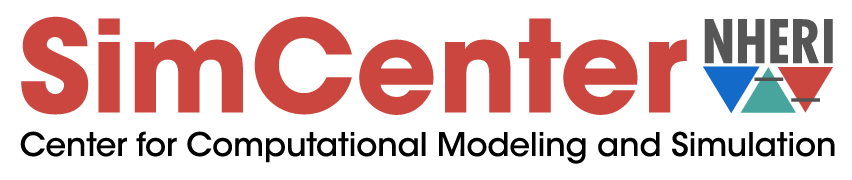 SimCenter NHERI
Center for Computational Modeling and Simulation